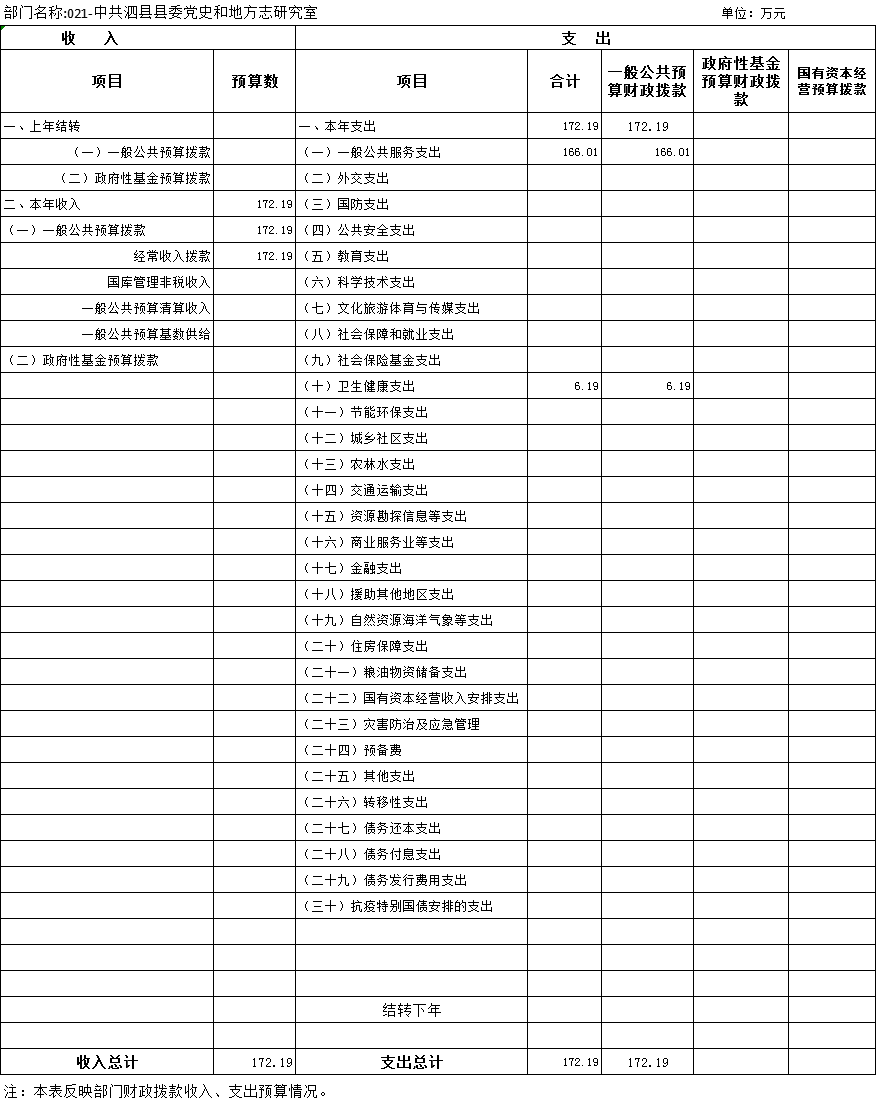 部门名称:021-中共泗县县委党史和地方志研究室 单位：万元
收 入 支 出
项目 预算数 项目 合计 一般公共预算财政拨款 政府性基金预算财政拨款 国有资本经营预算拨款
一、上年结转 一、本年支出 172.19 172.19
（一）一般公共预算拨款 （一）一般公共服务支出 166.01 166.01
（二）政府性基金预算拨款 （二）外交支出
二、本年收入 172.19 （三）国防支出
（一）一般公共预算拨款 172.19 （四）公共安全支出
经常收入拨款 172.19 （五）教育支出
国库管理非税收入 （六）科学技术支出
一般公共预算清算收入 （七）文化旅游体育与传媒支出
一般公共预算基数供给 （八）社会保障和就业支出
（二）政府性基金预算拨款 （九）社会保险基金支出
（十）卫生健康支出 6.19 6.19
（十一）节能环保支出
（十二）城乡社区支出
（十三）农林水支出
（十四）交通运输支出
（十五）资源勘探信息等支出
（十六）商业服务业等支出
（十七）金融支出
（十八）援助其他地区支出
（十九）自然资源海洋气象等支出
（二十）住房保障支出
（二十一）粮油物资储备支出
（二十二）国有资本经营收入安排支出
（二十三）灾害防治及应急管理
（二十四）预备费
（二十五）其他支出
（二十六）转移性支出
（二十七）债务还本支出
（二十八）债务付息支出
（二十九）债务发行费用支出
（三十）抗疫特别国债安排的支出
结转下年
收入总计 172.19 支出总计 172.19 172.19
注：本表反映部门财政拨款收入、支出预算情况。